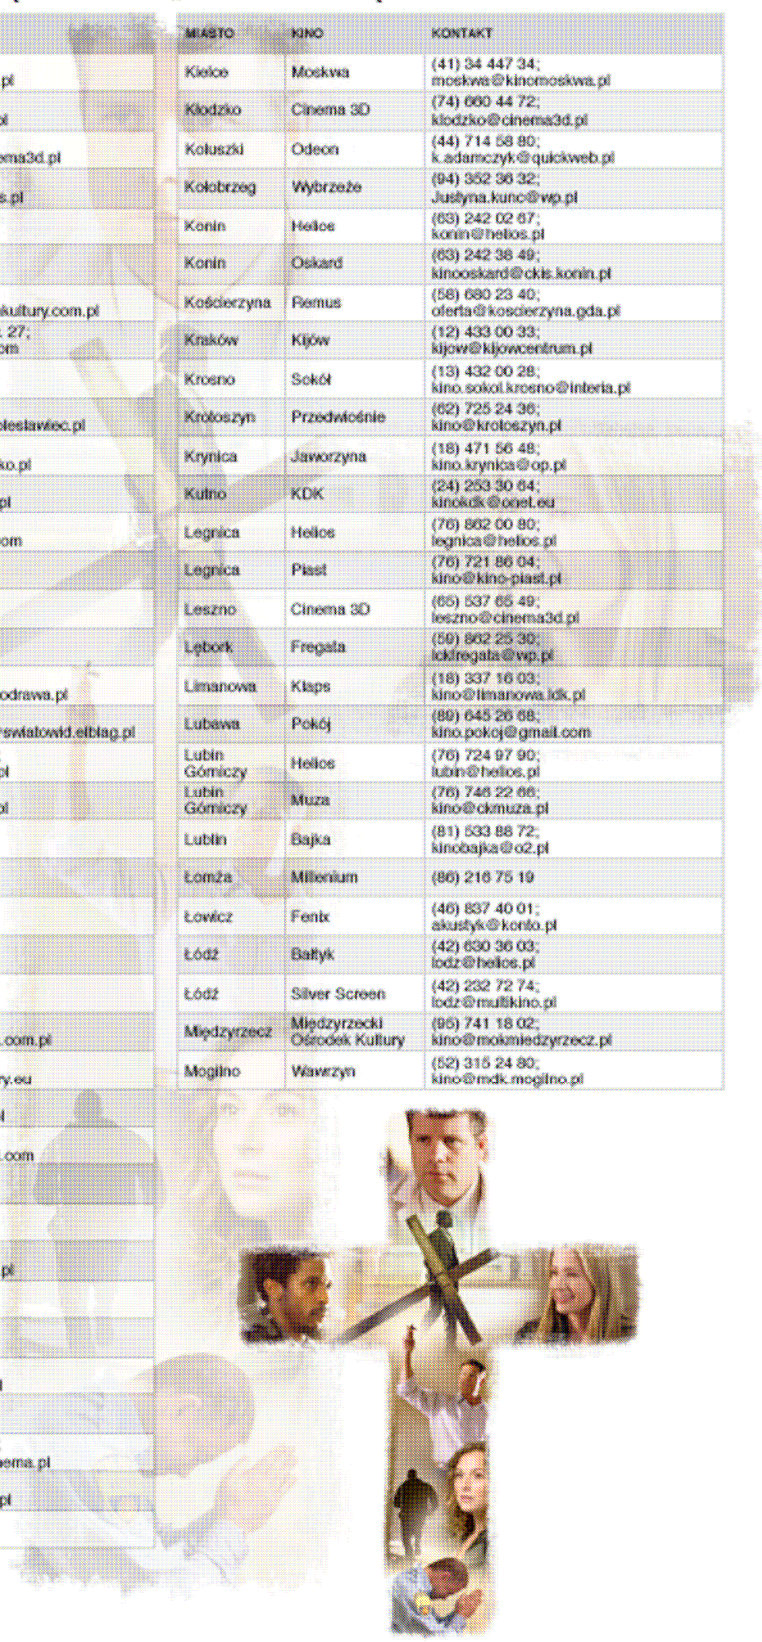 MIASTO KINO KONTAKT
Kielce Moskwa (41) 34 447 34;
moskwa@kinomoskwa.pl
Kłodzko Cinema 3D (74) 660 44 72;
klodzko@cinema3d.pl
Koluszki Odeon (44) 714 58 80;
k.adamczyk@quickweb.pl
Kołobrzeg Wybrzeże (94) 352 36 32;
Justyna.kunc@wp.pl
Konin Helios (63) 242 02 67;
konin@helios.pl
Konin Oskard (63) 242 38 49;
kinooskard@ckis.konin.pl
Kościerzyna Remus (58) 680 23 40;
oferta@koscierzyna.gda.pl
Kraków Kijów (12) 433 00 33;
kijow@kijowcentrum.pl
Krosno Sokół (13) 432 00 28;
kino.sokol.krosno@interia.pl
Krotoszyn Przedwiośnie (62) 725 24 36;
kino@krotoszyn.pl
Krynica Jaworzyna (18) 471 56 48;
kino.krynica@op.pl
Kutno KDK (24) 253 30 64;
kinokdk@onet.eu
Legnica Helios (76) 862 00 80;
legnica@helios.pl
Legnica Piast (76) 721 86 04;
kino@kino-piast.pl
Leszno Cinema 3D (65) 537 65 49;
leszno@cinema3d.pl
Lębork Fregata (59) 862 25 30;
lckfregata@wp.pl
Limanowa Klaps (18) 337 16 03;
kino@limanowa.ldk.pl
Lubawa Pokój (89) 645 26 68;
kino.pokoj@gmail.com
Lubin
Górniczy Helios (76) 724 97 90;
lubin@helios.pl
Lubin
Górniczy Muza (76) 746 22 66;
kino@ckmuza.pl
Lublin Bajka (81) 533 88 72;
kinobajka@o2.pl
Łomża Millenium (86) 216 75 19
Łowicz Fenix (46) 837 40 01;
akustyk@konto.pl
Łódź Bałtyk (42) 630 36 03;
lodz@helios.pl
Łódź Silver Screen (42) 232 72 74;
lodz@multikino.pl
Międzyrzecz Międzyrzecki
Ośrodek Kultury (95) 741 18 02;
kino@mokmiedzyrzecz.pl
Mogilno Wawrzyn (52) 315 24 80;
kino@mdk.mogilno.pl